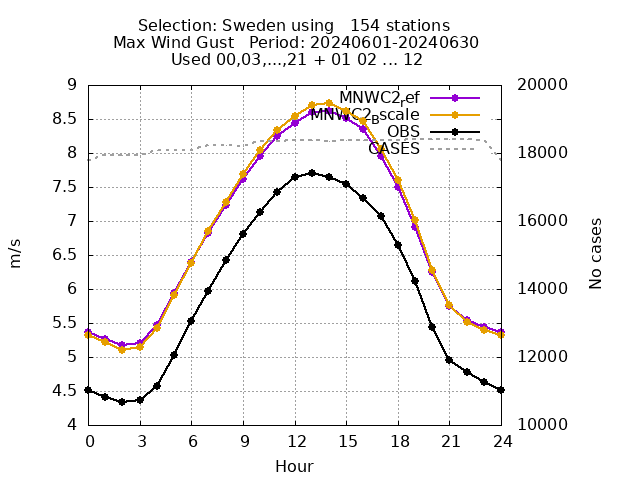 Selection: Sweden using   154 stations
Max Wind Gust   Period: 20240601-20240630
Used 00,03,...,21 + 01 02 ... 12
MNWC2ref
MNWC2Bscale
OBS
CASES
9
8.5
8
7.5
7
6.5
6
5.5
5
4.5
4
m/s
20000
18000
16000
14000
12000
10000
No cases
0 3 6 9 12 15 18 21 24
Hour